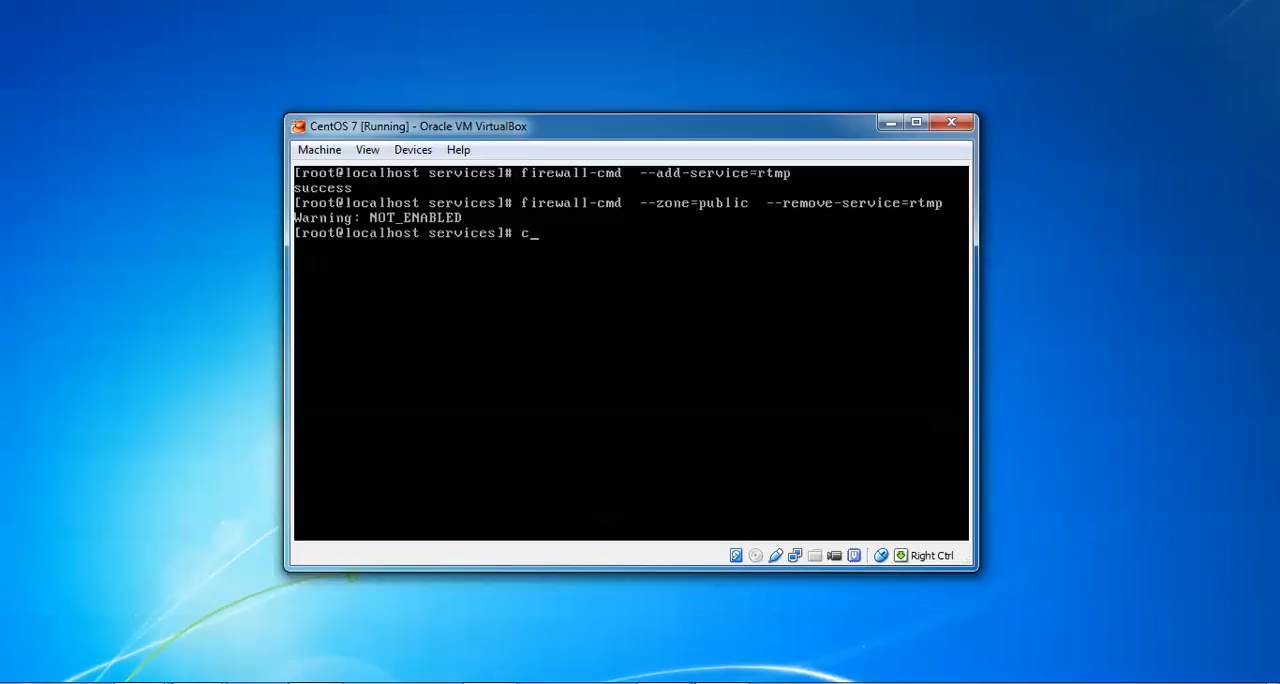 CentOS 7 [Running] - Oracle VM VirtualBox
Machine View Devices Help
[root@localhost services]# firewall-cmd  --add-service=rtmp
success
[root@localhost services]# firewall-cmd  --zone=public  --remove-service=rtmp
Warning: NOT_ENABLED
[root@localhost services]# c_
Right Ctrl